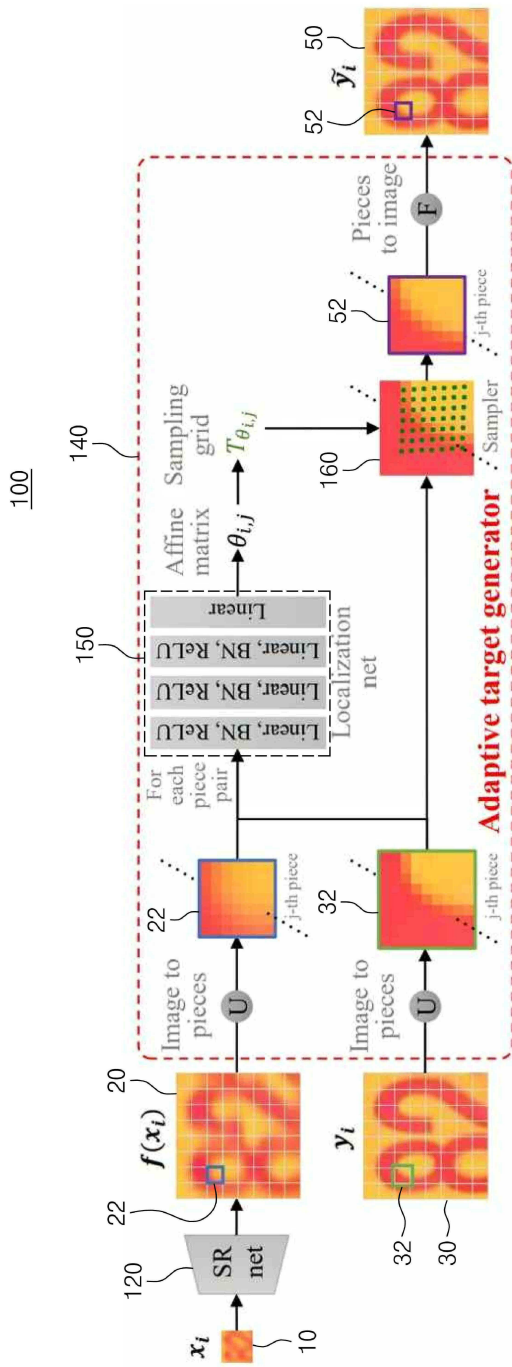 100
x_i
10
120
SR
net
f(x_i)
20
22
y_i
32
30
140
Image to
pieces
U
22
j-th piece
Image to
pieces
U
32
j-th piece
For
each
piece
pair
150
Linear, BN, ReLU
Linear, BN, ReLU
Linear, BN, ReLU
Linear
Localization
net
Affine
matrix
θ_{i,j}
Sampling
grid
T_{θ_{i,j}}
160
Sampler
52
j-th piece
Pieces
to image
F
Adaptive target generator
ỹ_i
50
52